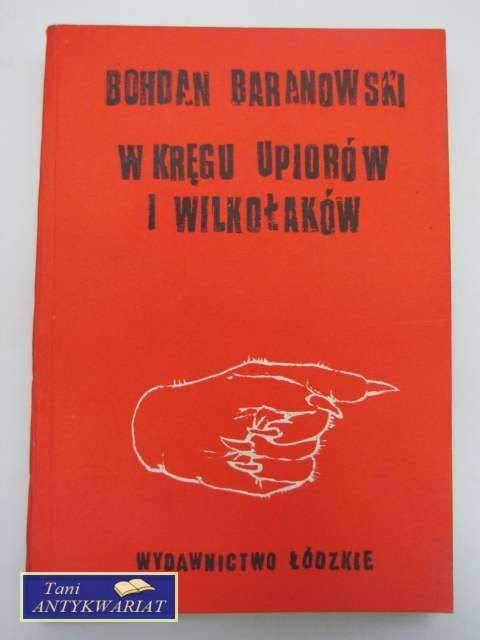 BOHDAN BARANOWSKI
W KRĘGU UPIORÓW
I WILKOŁAKÓW
WYDAWNICTWO ŁÓDZKIE
Tani
ANTYKWARIAT